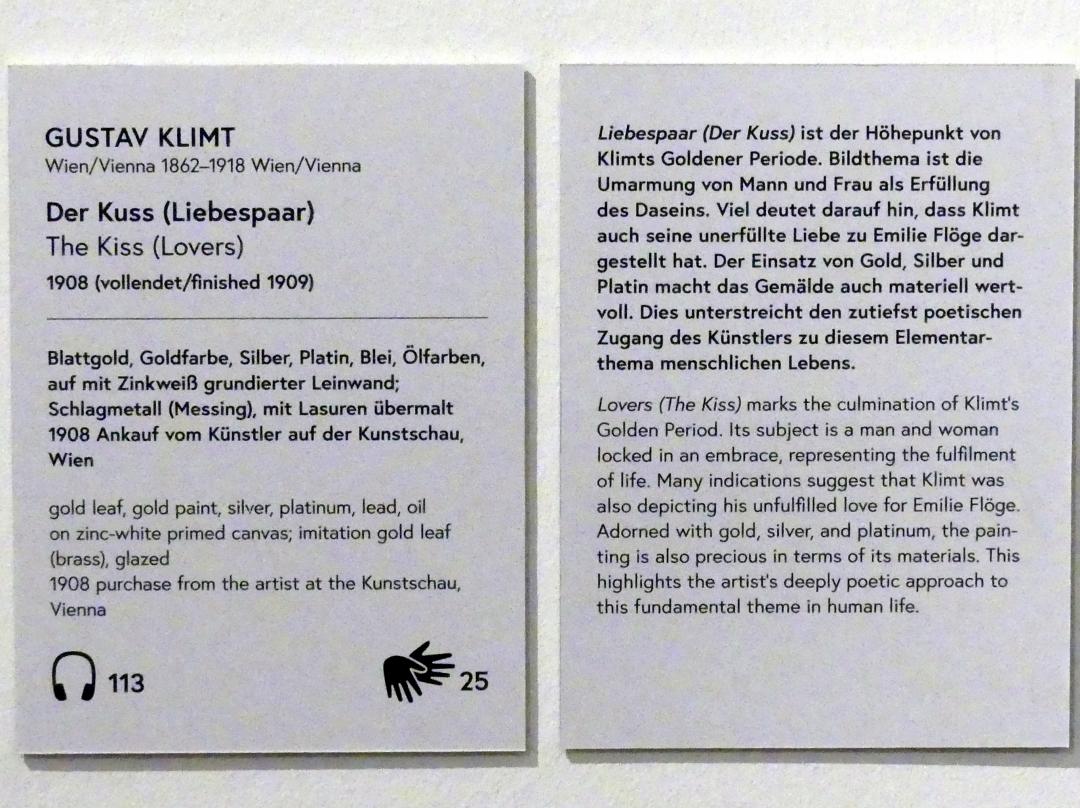 GUSTAV KLIMT
Wien/Vienna 1862–1918 Wien/Vienna
Der Kuss (Liebespaar)
The Kiss (Lovers)
1908 (vollendet/finished 1909)
Blattgold, Goldfarbe, Silber, Platin, Blei, Ölfarben,
auf mit Zinkweiß grundierter Leinwand;
Schlagmetall (Messing), mit Lasuren übermalt
1908 Ankauf vom Künstler auf der Kunstschau,
Wien
gold leaf, gold paint, silver, platinum, lead, oil
on zinc-white primed canvas; imitation gold leaf
(brass), glazed
1908 purchase from the artist at the Kunstschau,
Vienna
113
25
Liebespaar (Der Kuss) ist der Höhepunkt von
Klimts Goldener Periode. Bildthema ist die
Umarmung von Mann und Frau als Erfüllung
des Daseins. Viel deutet darauf hin, dass Klimt
auch seine unerfüllte Liebe zu Emilie Flöge dar-
gestellt hat. Der Einsatz von Gold, Silber und
Platin macht das Gemälde auch materiell wert-
voll. Dies unterstreicht den zutiefst poetischen
Zugang des Künstlers zu diesem Elementar-
thema menschlichen Lebens.
Lovers (The Kiss) marks the culmination of Klimt's
Golden Period. Its subject is a man and woman
locked in an embrace, representing the fulfilment
of life. Many indications suggest that Klimt was
also depicting his unfulfilled love for Emilie Flöge.
Adorned with gold, silver, and platinum, the pain-
ting is also precious in terms of its materials. This
highlights the artist's deeply poetic approach to
this fundamental theme in human life.